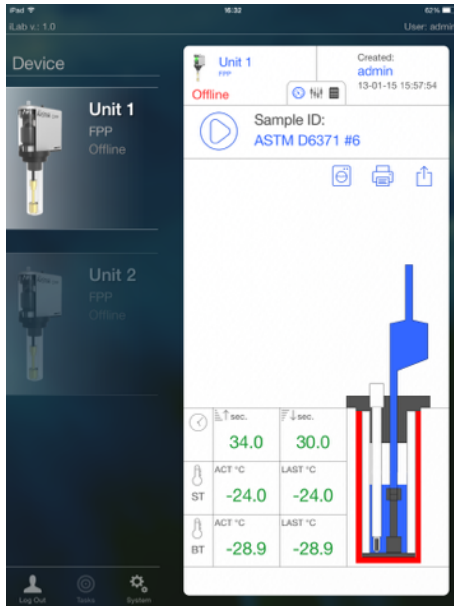 iPad
16:32
62%
iLab v.: 1.0
User: admin
Device
Unit 1
FPP
Offline
Unit 2
FPP
Offline
Unit 1
FPP
Offline
Created:
admin
13-01-15 15:57:54
Sample ID:
ASTM D6371 #6
sec.
34.0
sec.
30.0
ST
ACT °C
-24.0
LAST °C
-24.0
BT
ACT °C
-28.9
LAST °C
-28.9
Log Out
Tasks
System